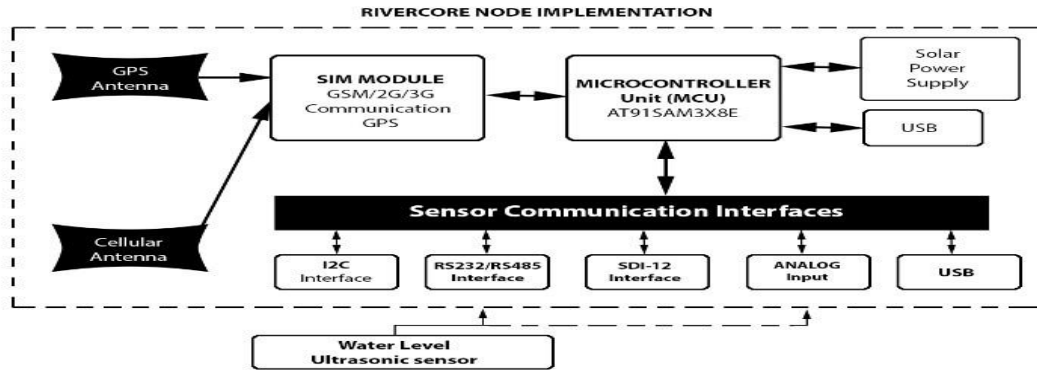 RIVERCORE NODE IMPLEMENTATION
GPS
Antenna
SIM MODULE
GSM/2G/3G
Communication
GPS
MICROCONTROLLER
Unit (MCU)
AT91SAM3X8E
Solar
Power
Supply
USB
Cellular
Antenna
Sensor Communication Interfaces
I2C
Interface
RS232/RS485
Interface
SDI-12
Interface
ANALOG
Input
USB
Water Level
Ultrasonic sensor